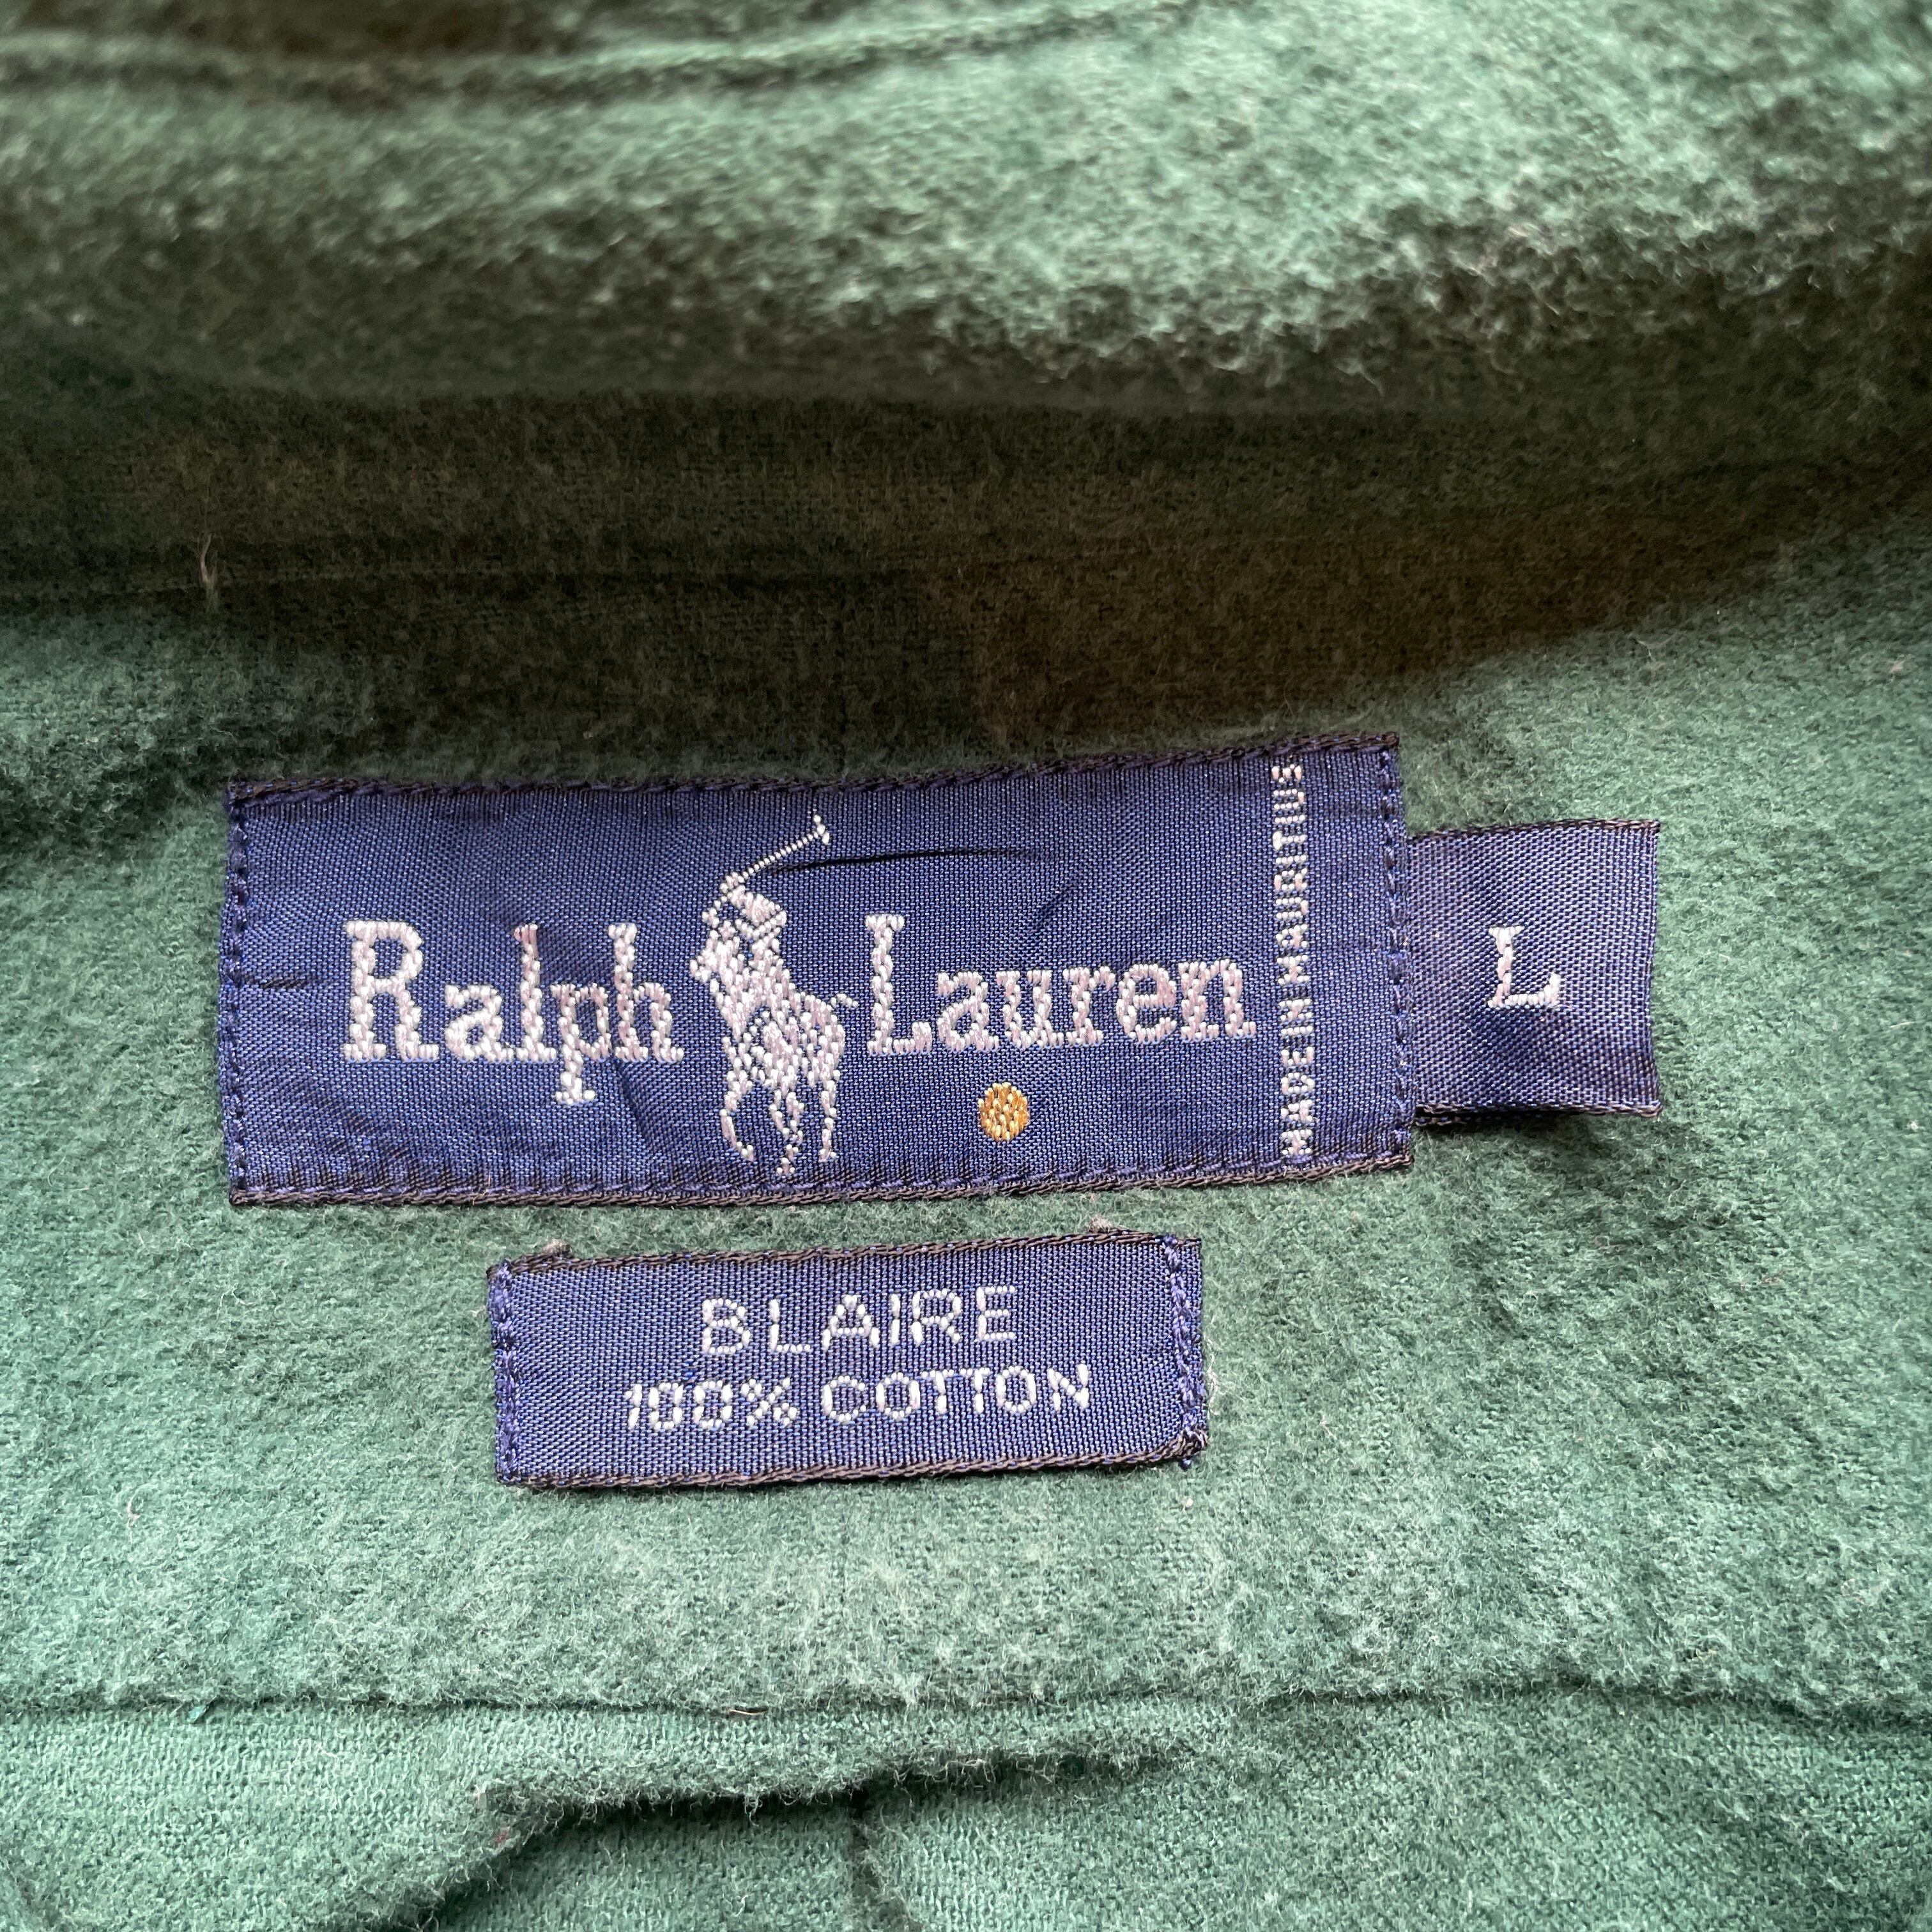 Ralph Lauren
MADE IN MAURITIUS
L
BLAIRE
100% COTTON